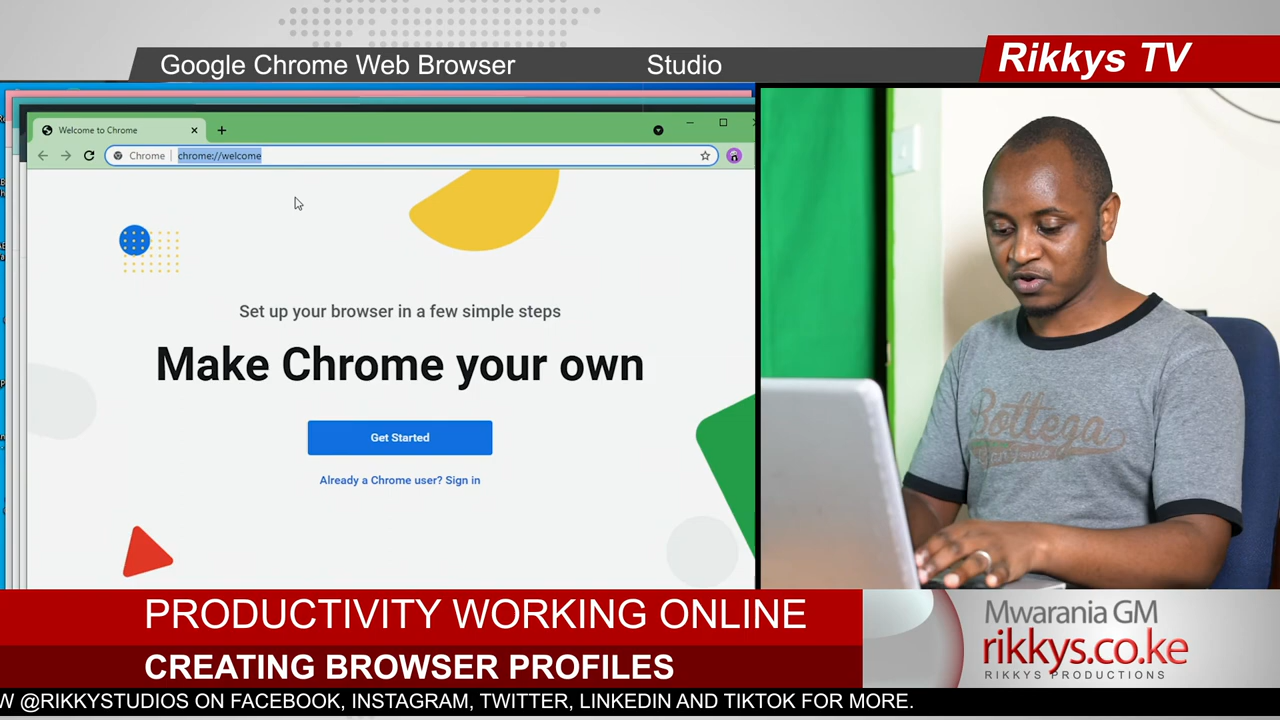 Google Chrome Web Browser
Studio
Rikkys TV
Welcome to Chrome
Chrome
chrome://welcome
Set up your browser in a few simple steps
Make Chrome your own
Get Started
Already a Chrome user? Sign in
Bottega
PRODUCTIVITY WORKING ONLINE
CREATING BROWSER PROFILES
Mwarania GM
rikkys.co.ke
RIKKYS PRODUCTIONS
W @RIKKYSTUDIOS ON FACEBOOK, INSTAGRAM, TWITTER, LINKEDIN AND TIKTOK FOR MORE.